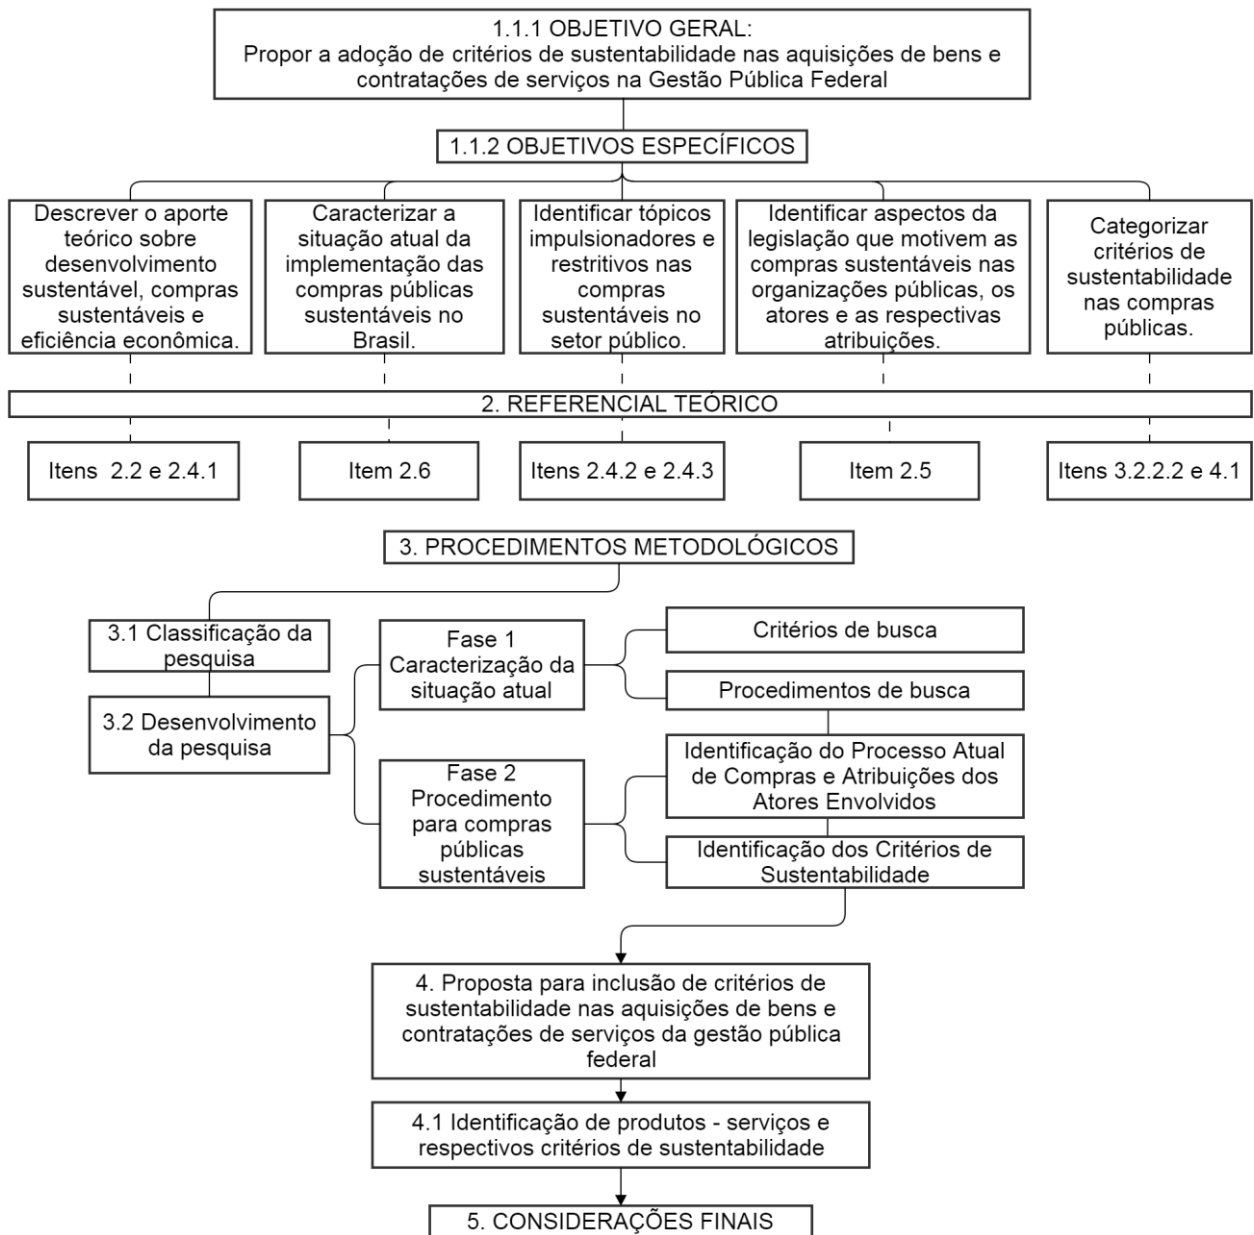 1.1.1 OBJETIVO GERAL:
Propor a adoção de critérios de sustentabilidade nas aquisições de bens e
contratações de serviços na Gestão Pública Federal
1.1.2 OBJETIVOS ESPECÍFICOS
Descrever o aporte
teórico sobre
desenvolvimento
sustentável, compras
sustentáveis e
eficiência econômica.
Caracterizar a
situação atual da
implementação das
compras públicas
sustentáveis no
Brasil.
Identificar tópicos
impulsionadores e
restritivos nas
compras
sustentáveis no
setor público.
Identificar aspectos da
legislação que motivem as
compras sustentáveis nas
organizações públicas, os
atores e as respectivas
atribuições.
Categorizar
critérios de
sustentabilidade
nas compras
públicas.
2. REFERENCIAL TEÓRICO
Itens 2.2 e 2.4.1
Item 2.6
Itens 2.4.2 e 2.4.3
Item 2.5
Itens 3.2.2.2 e 4.1
3. PROCEDIMENTOS METODOLÓGICOS
3.1 Classificação da
pesquisa
3.2 Desenvolvimento
da pesquisa
Fase 1
Caracterização da
situação atual
Critérios de busca
Procedimentos de busca
Fase 2
Procedimento
para compras
públicas
sustentáveis
Identificação do Processo Atual
de Compras e Atribuições dos
Atores Envolvidos
Identificação dos Critérios de
Sustentabilidade
4. Proposta para inclusão de critérios de
sustentabilidade nas aquisições de bens e
contratações de serviços da gestão pública
federal
4.1 Identificação de produtos - serviços e
respectivos critérios de sustentabilidade
5. CONSIDERAÇÕES FINAIS